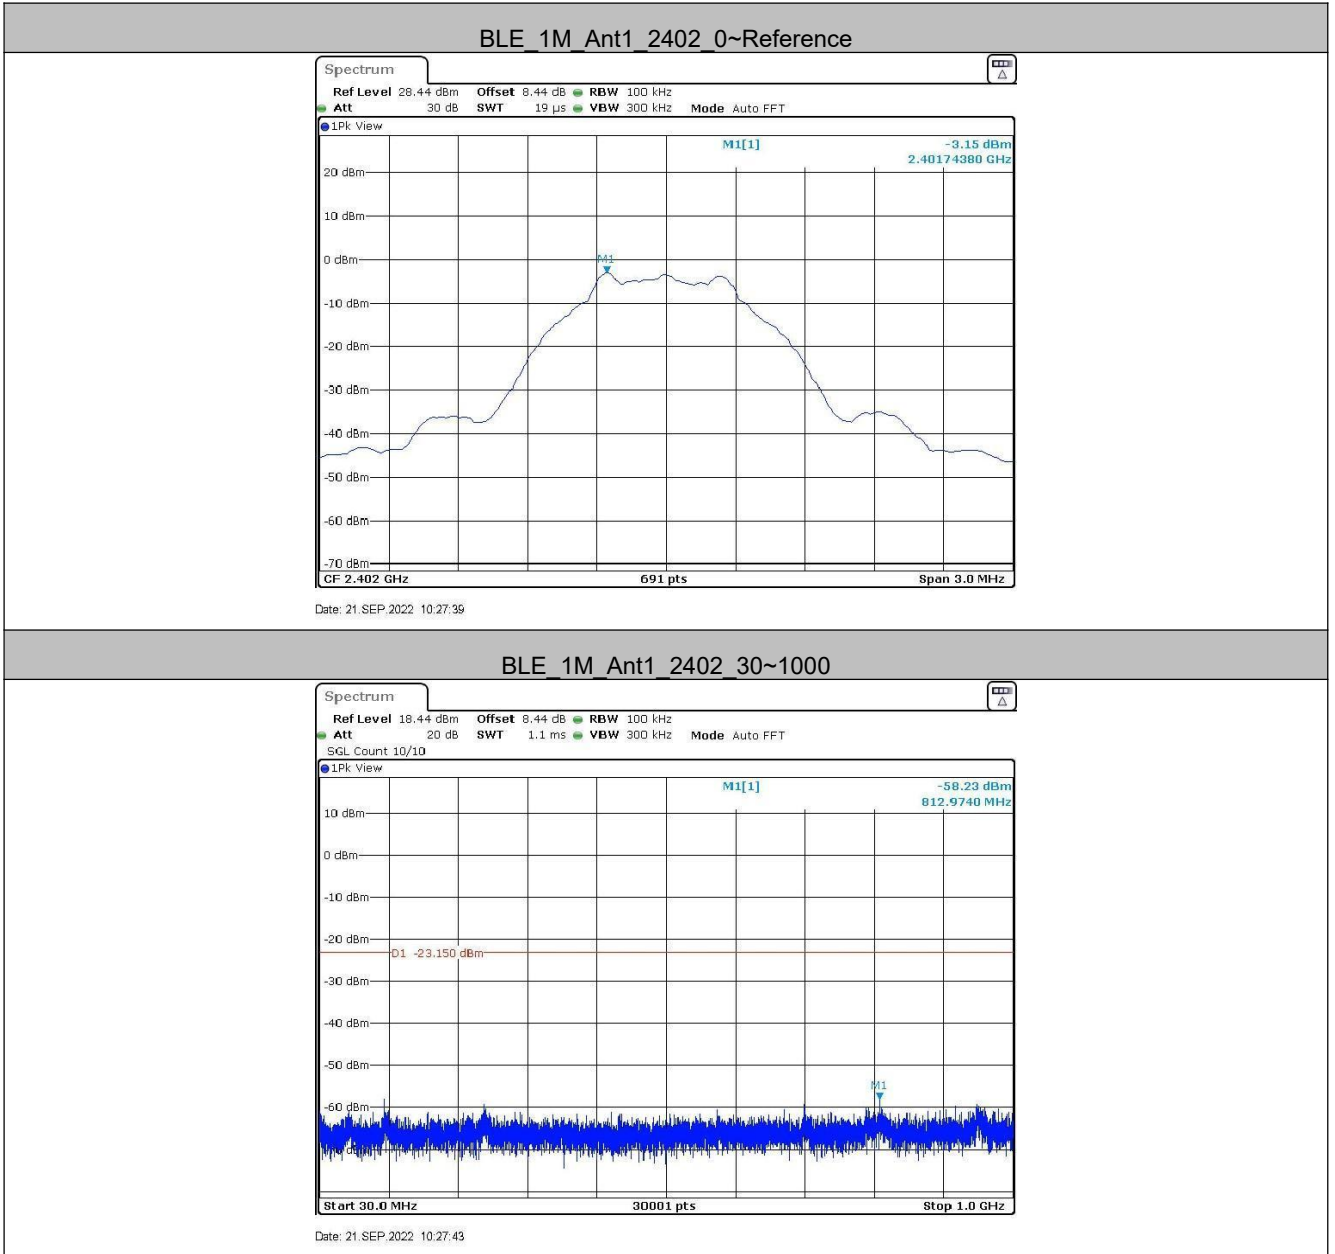 BLE_1M_Ant1_2402_0~Reference
Spectrum
Ref Level 28.44 dBm Offset 8.44 dB RBW 100 kHz
Att 30 dB SWT 19 µs VBW 300 kHz Mode Auto FFT
1Pk View
M1[1] -3.15 dBm
2.40174380 GHz
20 dBm
10 dBm
0 dBm
M1
-10 dBm
-20 dBm
-30 dBm
-40 dBm
-50 dBm
-60 dBm
-70 dBm
CF 2.402 GHz 691 pts Span 3.0 MHz
Date: 21.SEP.2022 10:27:39
BLE_1M_Ant1_2402_30~1000
Spectrum
Ref Level 18.44 dBm Offset 8.44 dB RBW 100 kHz
Att 20 dB SWT 1.1 ms VBW 300 kHz Mode Auto FFT
SGL Count 10/10
1Pk View
M1[1] -58.23 dBm
812.9740 MHz
10 dBm
0 dBm
-10 dBm
-20 dBm
D1 -23.150 dBm
-30 dBm
-40 dBm
-50 dBm
M1
-60 dBm
Start 30.0 MHz 30001 pts Stop 1.0 GHz
Date: 21.SEP.2022 10:27:43